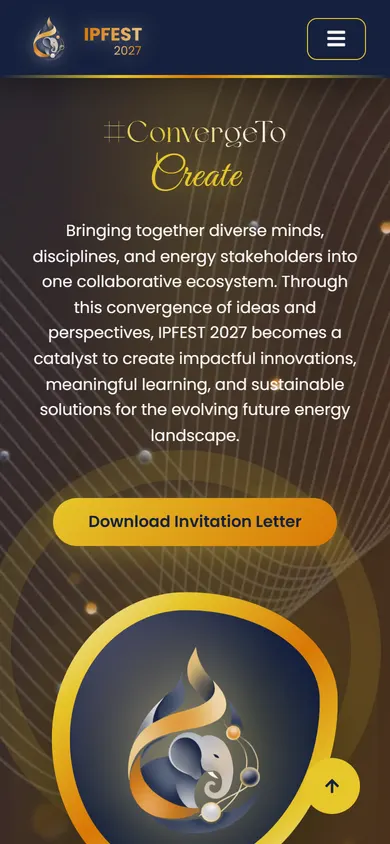 IPFEST
2027
#ConvergeTo
Create
Bringing together diverse minds,
disciplines, and energy stakeholders into
one collaborative ecosystem. Through
this convergence of ideas and
perspectives, IPFEST 2027 becomes a
catalyst to create impactful innovations,
meaningful learning, and sustainable
solutions for the evolving future energy
landscape.
Download Invitation Letter